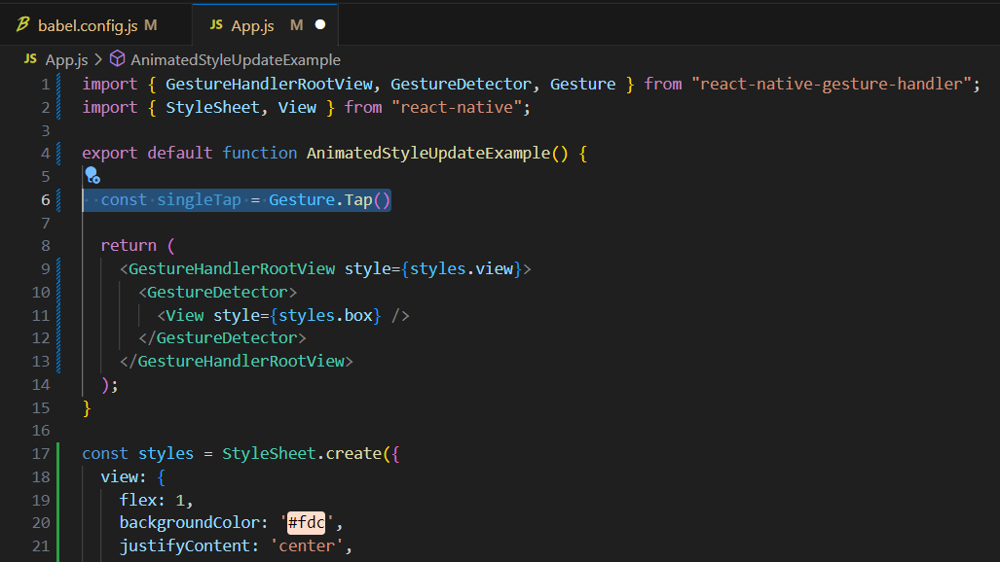 babel.config.js M
JS App.js M
JS App.js > AnimatedStyleUpdateExample
1 import { GestureHandlerRootView, GestureDetector, Gesture } from "react-native-gesture-handler";
2 import { StyleSheet, View } from "react-native";
3
4 export default function AnimatedStyleUpdateExample() {
5
6 const singleTap = Gesture.Tap()
7
8 return (
9 <GestureHandlerRootView style={styles.view}>
10 <GestureDetector>
11 <View style={styles.box} />
12 </GestureDetector>
13 </GestureHandlerRootView>
14 );
15 }
16
17 const styles = StyleSheet.create({
18 view: {
19 flex: 1,
20 backgroundColor: '#fdc',
21 justifyContent: 'center',